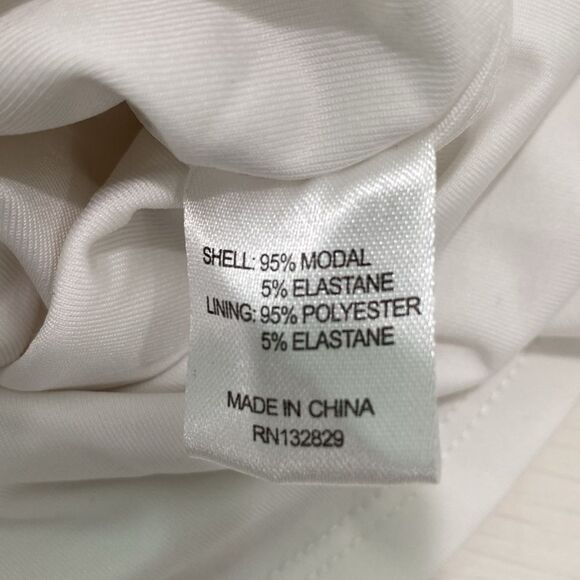 SHELL: 95% MODAL
5% ELASTANE
LINING: 95% POLYESTER
5% ELASTANE
MADE IN CHINA
RN132829